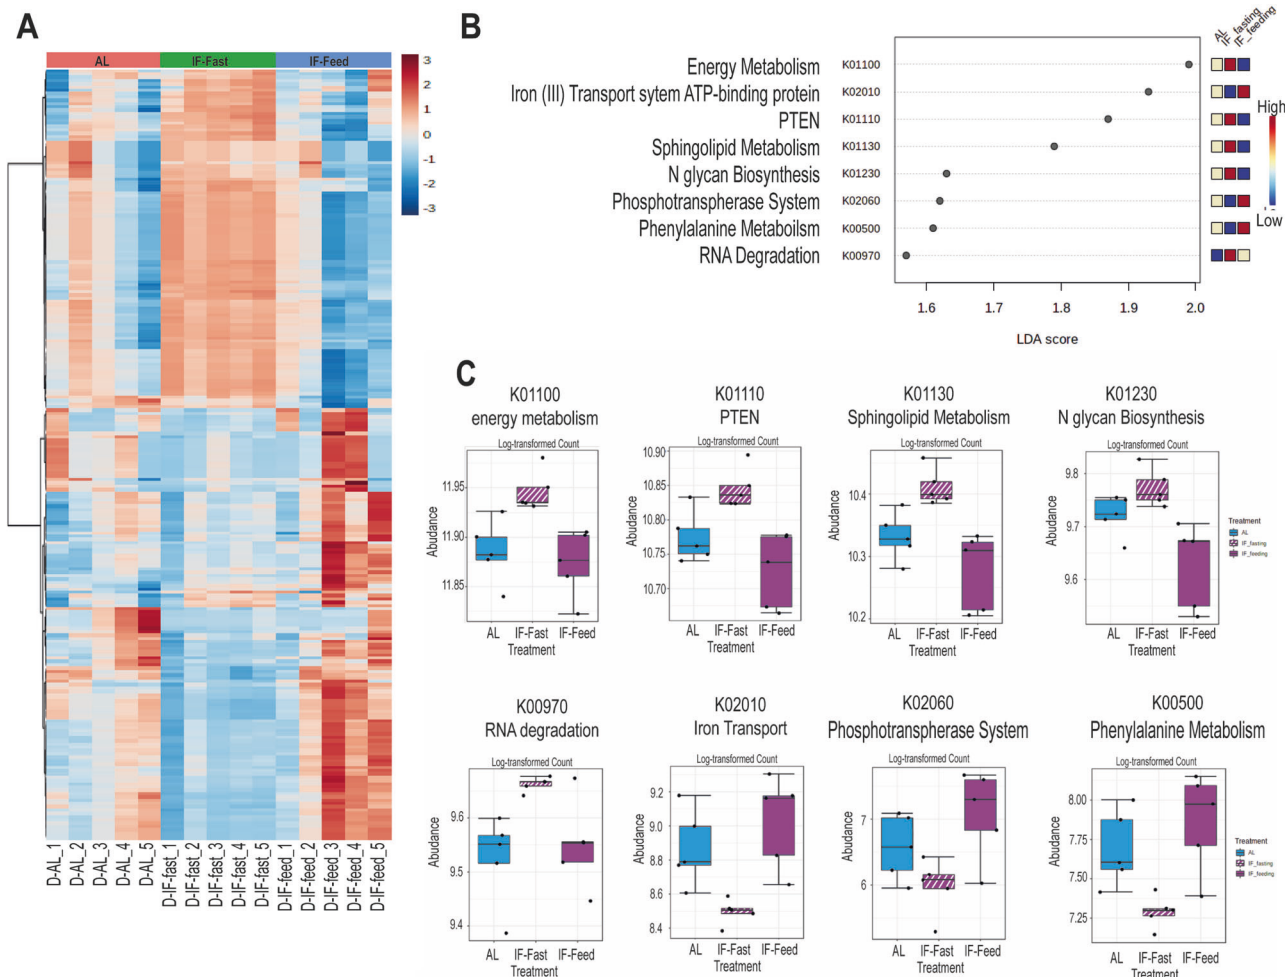 A
AL
IF-Fast
IF-Feed
3
2
1
0
-1
-2
-3
D-AL_1
D-AL_2
D-AL_3
D-AL_4
D-AL_5
D-IF-fast_1
D-IF-fast_2
D-IF-fast_3
D-IF-fast_4
D-IF-fast_5
D-IF-feed_1
D-IF-feed_2
D-IF-feed_3
D-IF-feed_4
D-IF-feed_5
B
AL
IF_fasting
IF_feeding
Energy Metabolism K01100
Iron (III) Transport sytem ATP-binding protein K02010
PTEN K01110
Sphingolipid Metabolism K01130
N glycan Biosynthesis K01230
Phosphotranspherase System K02060
Phenylalanine Metaboilsm K00500
RNA Degradation K00970
High
Low
1.6 1.7 1.8 1.9 2.0
LDA score
C
K01100
energy metabolism
Log-transformed Count
Abudance
11.95
11.90
11.85
AL IF-Fast IF-Feed
Treatment
K01110
PTEN
Log-transformed Count
Abudance
10.90
10.85
10.80
10.75
10.70
AL IF-Fast IF-Feed
Treatment
K01130
Sphingolipid Metabolism
Log-transformed Count
Abudance
10.4
10.3
10.2
AL IF-Fast IF-Feed
Treatment
K01230
N glycan Biosynthesis
Log-transformed Count
Abudance
9.8
9.7
9.6
AL IF-Fast IF-Feed
Treatment
Treatment
AL
IF_fasting
IF_feeding
K00970
RNA degradation
Log-transformed Count
Abudance
9.6
9.5
9.4
AL IF-Fast IF-Feed
Treatment
K02010
Iron Transport
Log-transformed Count
Abudance
9.2
9.0
8.8
8.6
8.4
AL IF-Fast IF-Feed
Treatment
K02060
Phosphotranspherase System
Log-transformed Count
Abudance
7
6
AL IF-Fast IF-Feed
Treatment
K00500
Phenylalanine Metabolism
Log-transformed Count
Abudance
8.00
7.75
7.50
7.25
AL IF-Fast IF-Feed
Treatment
Treatment
AL
IF_fasting
IF_feeding